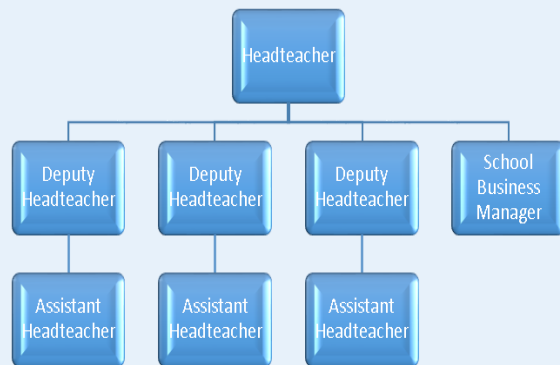 Headteacher
Deputy
Headteacher
Deputy
Headteacher
Deputy
Headteacher
School
Business
Manager
Assistant
Headteacher
Assistant
Headteacher
Assistant
Headteacher